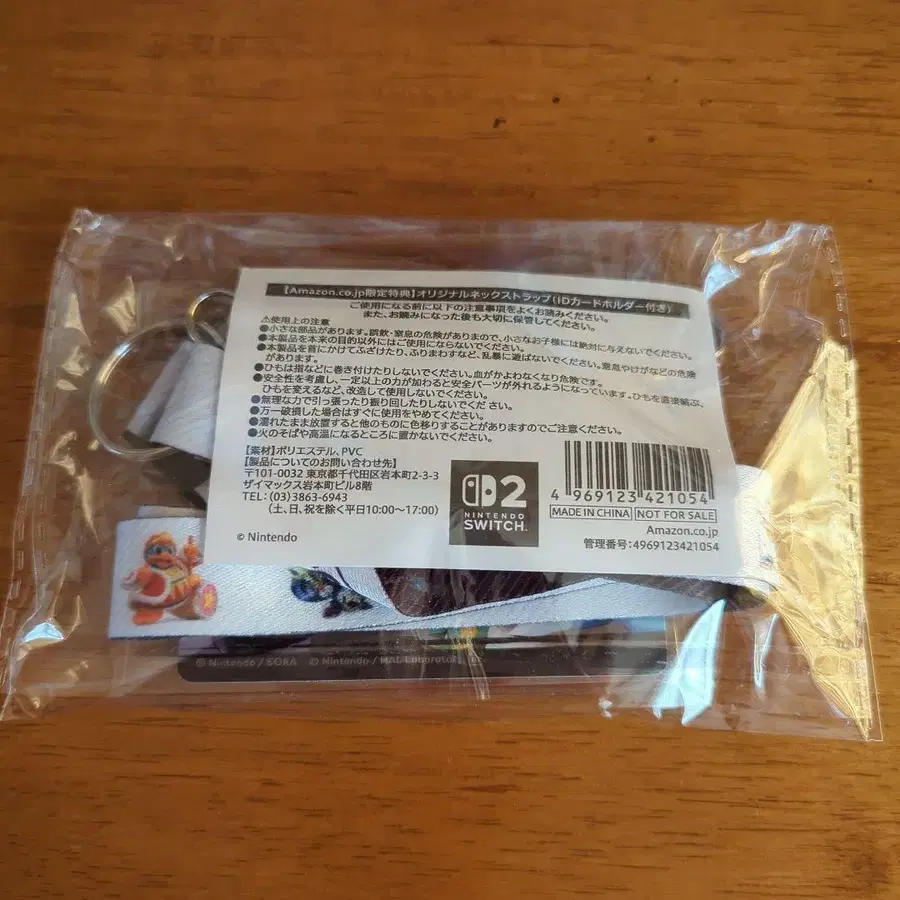 【Amazon.co.jp限定特典】オリジナルネックストラップ(IDカードホルダー付き)
ご使用になる前に以下の注意事項をよくお読みください。
また、お読みになった後も大切に保管してください。
⚠使用上の注意
●小さな部品があります。誤飲・窒息の危険がありますので、小さなお子様には絶対に与えないでください。
●本製品を本来の目的以外にはご使用にならないでください。
●本製品を首にかけてふざけたり、ふりまわすなど、乱暴に遊ばないでください。窒息やけがなどの危険
があります。
●ひもは指などに巻き付けたりしないでください。血がかよわなくなり危険です。
●安全性を考慮し、一定以上の力が加わると安全パーツが外れるようになっています。ひもを直接結ぶ、
ひもを変えるなど、改造して使用しないでください。
●無理な力で引っ張ったり振り回したりしないでください。
●万一破損した場合はすぐに使用をやめてください。
●濡れたまま放置すると他のものに色移りすることがありますのでご注意ください。
●火のそばや高温になるところに置かないでください。
【素材】ポリエステル、PVC
【製品についてのお問い合わせ先】
〒101-0032 東京都千代田区岩本町2-3-3
ザイマックス岩本町ビル8階
TEL:(03)3863-6943
(土、日、祝を除く平日10:00~17:00)
© Nintendo
2
NINTENDO
SWITCH
4 969123 421054
MADE IN CHINA NOT FOR SALE
Amazon.co.jp
管理番号:4969123421054
© Nintendo / SORA © Nintendo / HAL Laborator